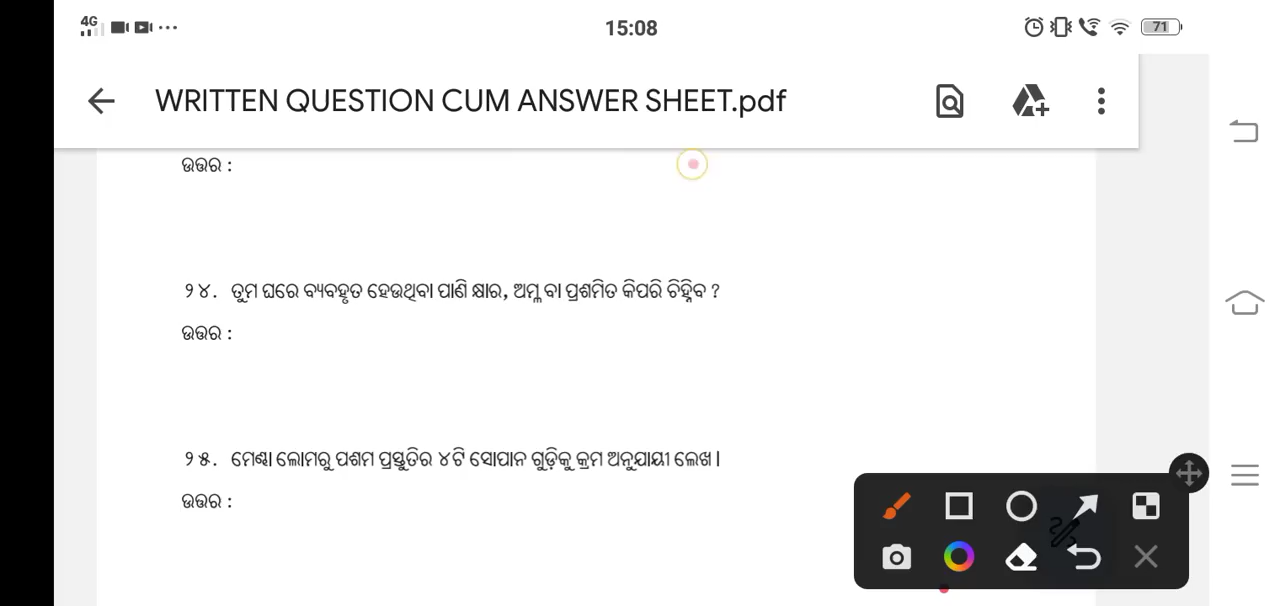 4G
15:08
71
WRITTEN QUESTION CUM ANSWER SHEET.pdf
ଉତ୍ତର :
୨୪. ତୁମ ଘରେ ବ୍ୟବହୃତ ହେଉଥିବା ପାଣି କ୍ଷାର, ଅମ୍ଳ ବା ପ୍ରଶମିତ କିପରି ଚିହ୍ନିବ ?
ଉତ୍ତର :
୨୫. ମେଣ୍ଢା ଲୋମରୁ ପଶମ ପ୍ରସ୍ତୁତିର ୪ଟି ସୋପାନ ଗୁଡ଼ିକୁ କ୍ରମ ଅନୁଯାୟୀ ଲେଖ l
ଉତ୍ତର :